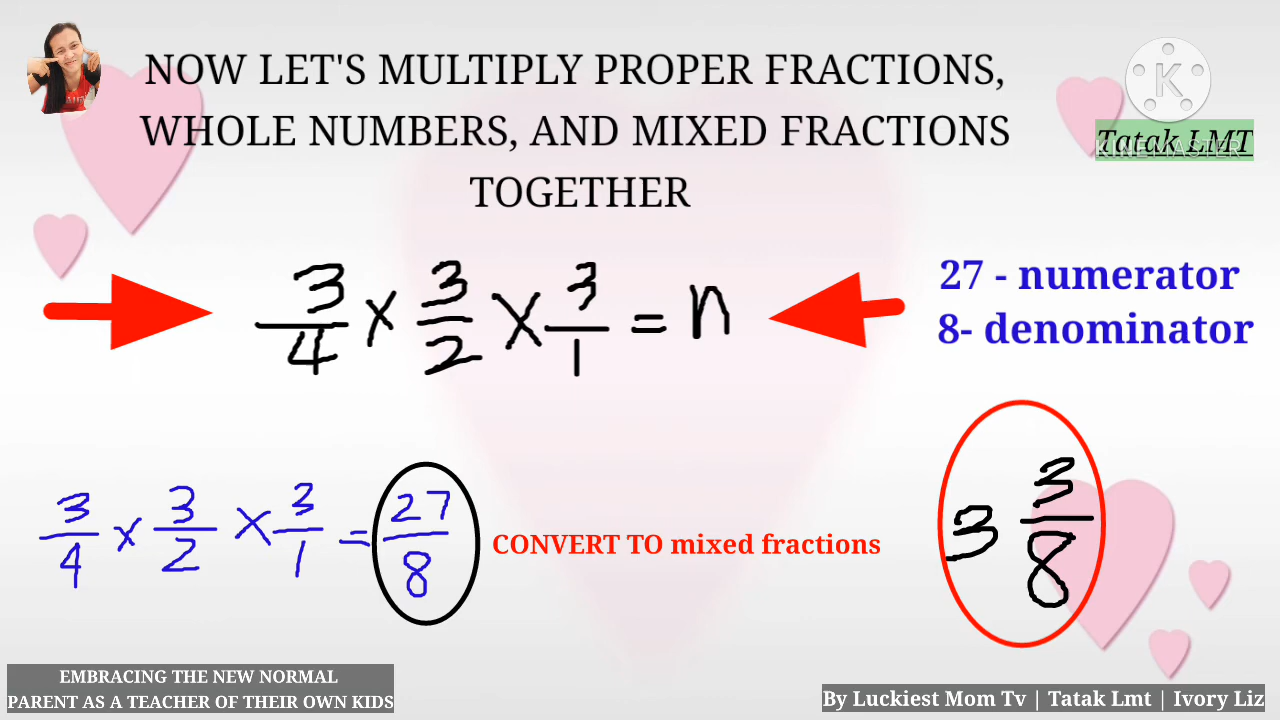 NOW LET'S MULTIPLY PROPER FRACTIONS,
WHOLE NUMBERS, AND MIXED FRACTIONS
TOGETHER
K
Tatak LMT
KINEMASTER
3/4 x 3/2 x 3/1 = n
27 - numerator
8- denominator
3/4 x 3/2 x 3/1 = 27/8
CONVERT TO mixed fractions
3 3/8
EMBRACING THE NEW NORMAL
PARENT AS A TEACHER OF THEIR OWN KIDS
By Luckiest Mom Tv | Tatak Lmt | Ivory Liz